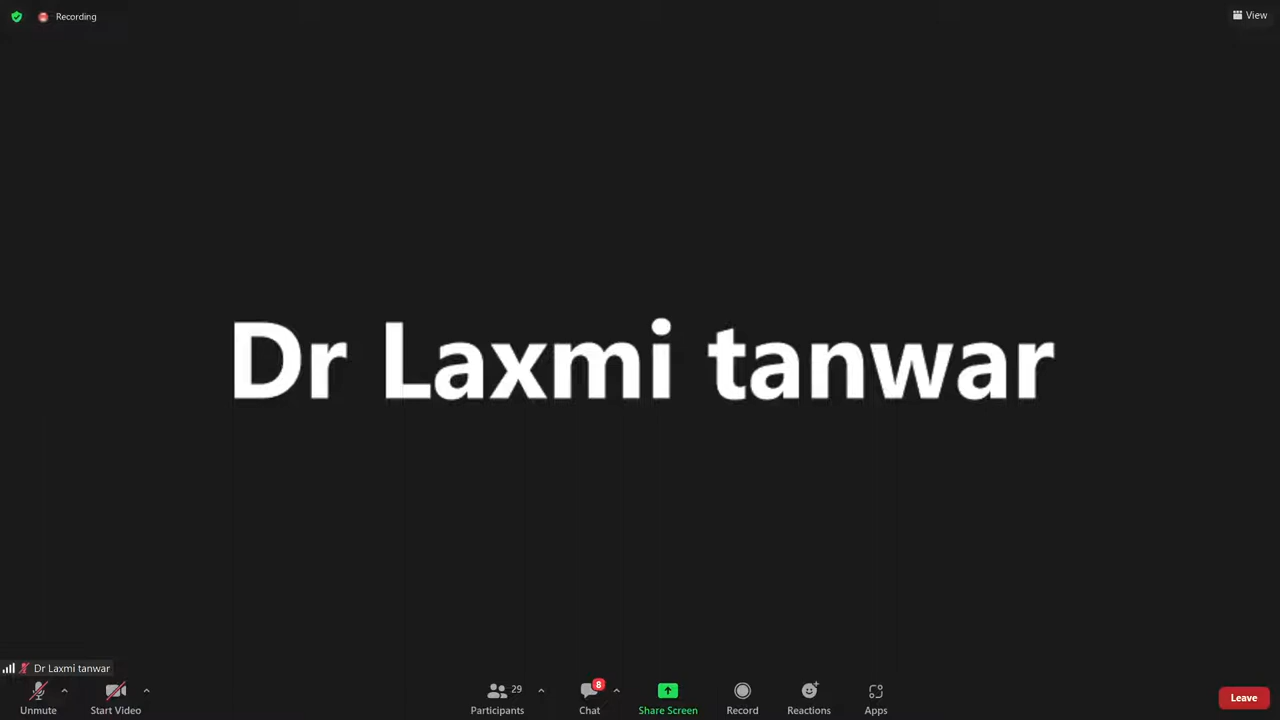 Recording
View
Dr Laxmi tanwar
Dr Laxmi tanwar
29
8
Unmute
Start Video
Participants
Chat
Share Screen
Record
Reactions
Apps
Leave